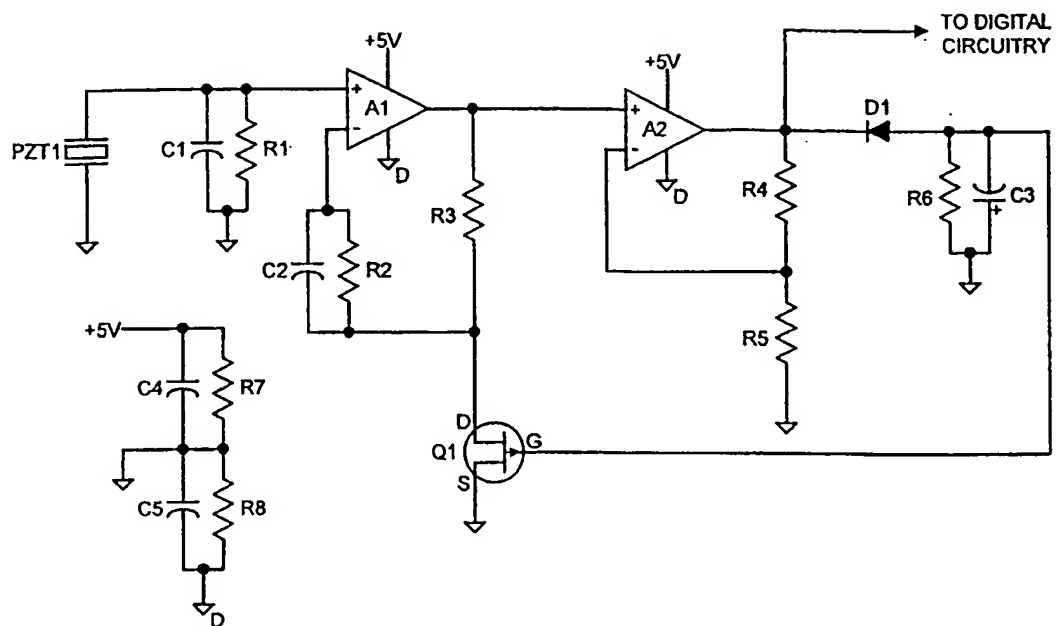 TO DIGITAL
CIRCUITRY
+5V
+5V
PZT1
C1
R1
+
-
A1
D
+
-
A2
D
D1
R3
R4
R6
C3
+
C2
R2
R5
+5V
C4
R7
D
Q1
G
S
C5
R8
D